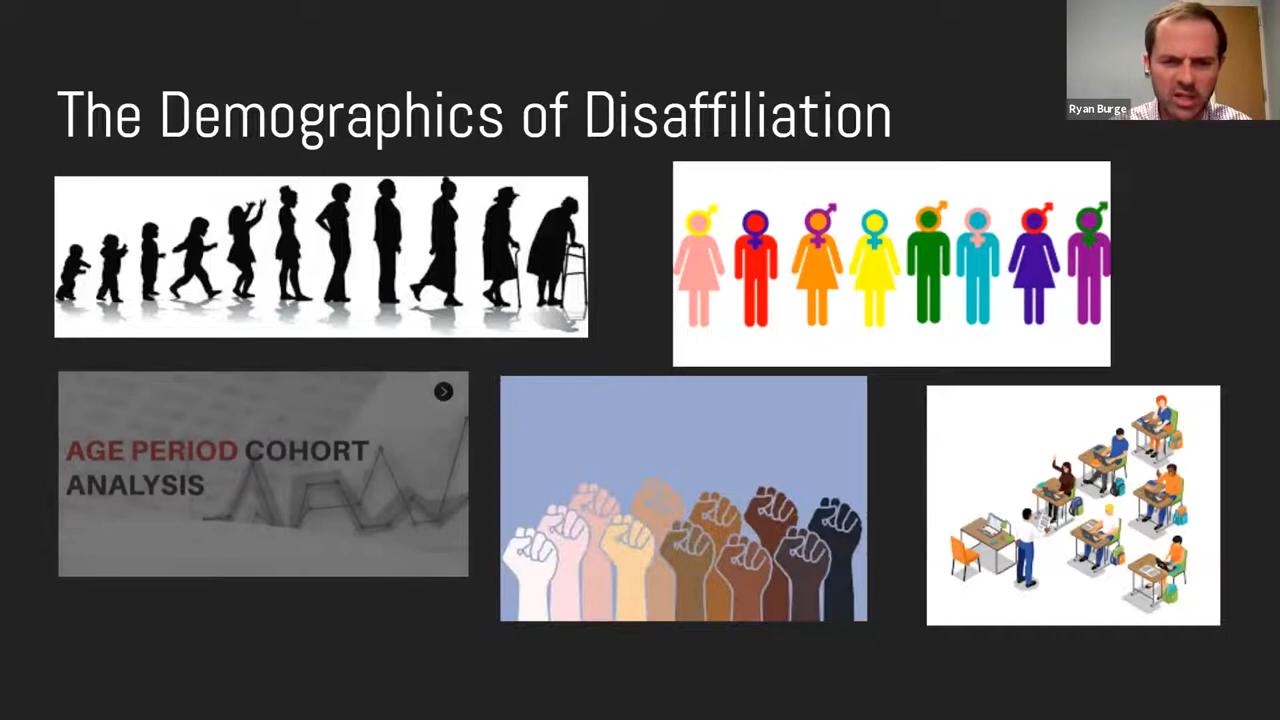 The Demographics of Disaffiliation
Ryan Burge
AGE PERIOD COHORT
ANALYSIS